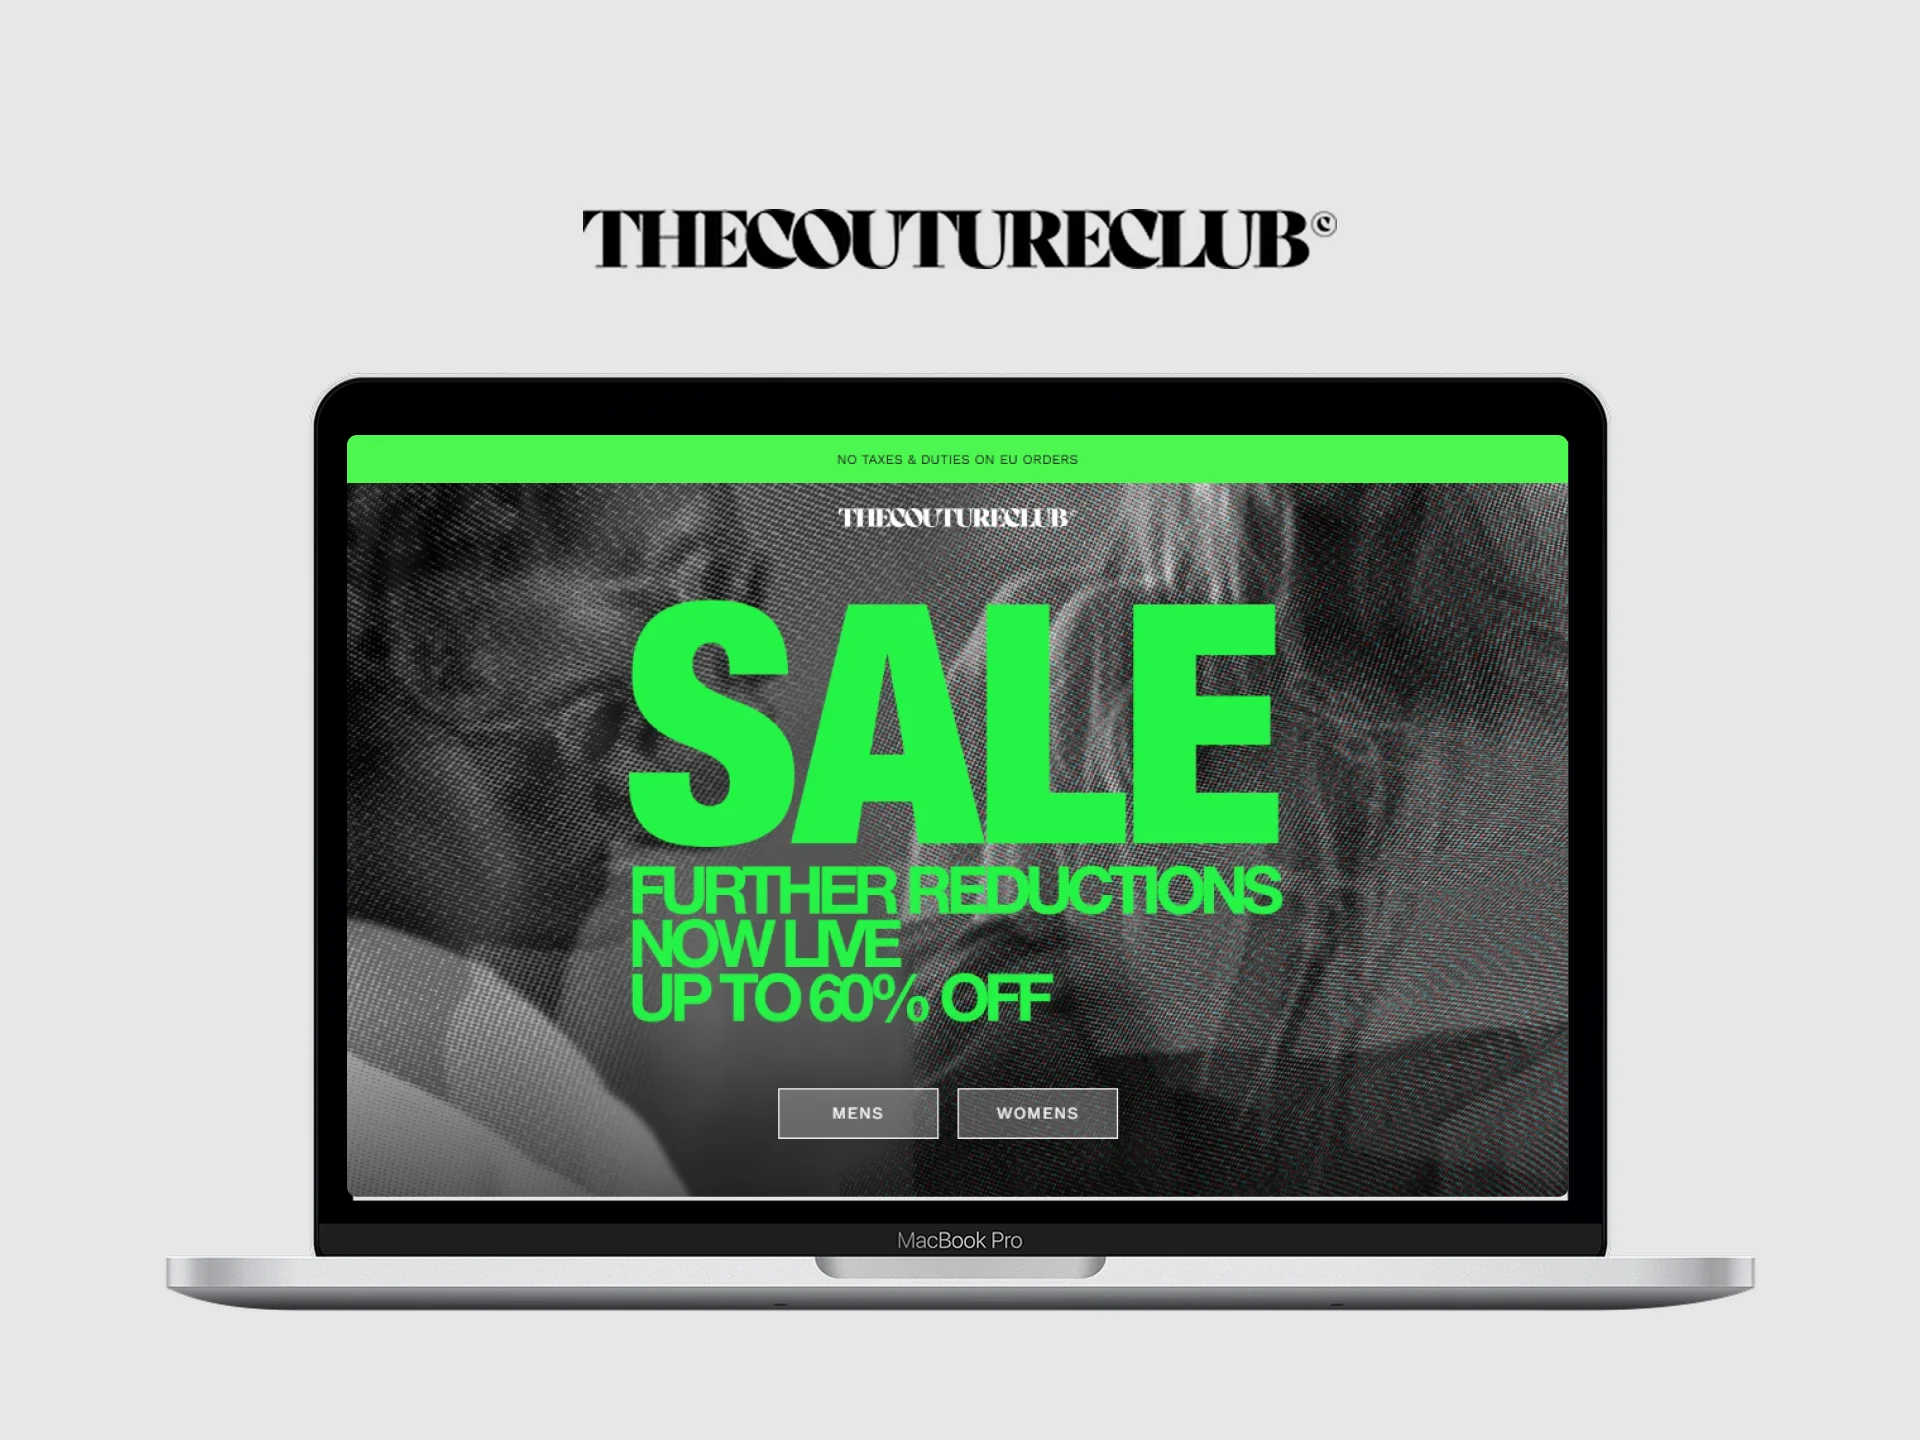 THECOUTURECLUB©
NO TAXES & DUTIES ON EU ORDERS
THECOUTURECLUB
SALE
FURTHER REDUCTIONS
NOW LIVE
UP TO 60% OFF
MENS
WOMENS
MacBook Pro